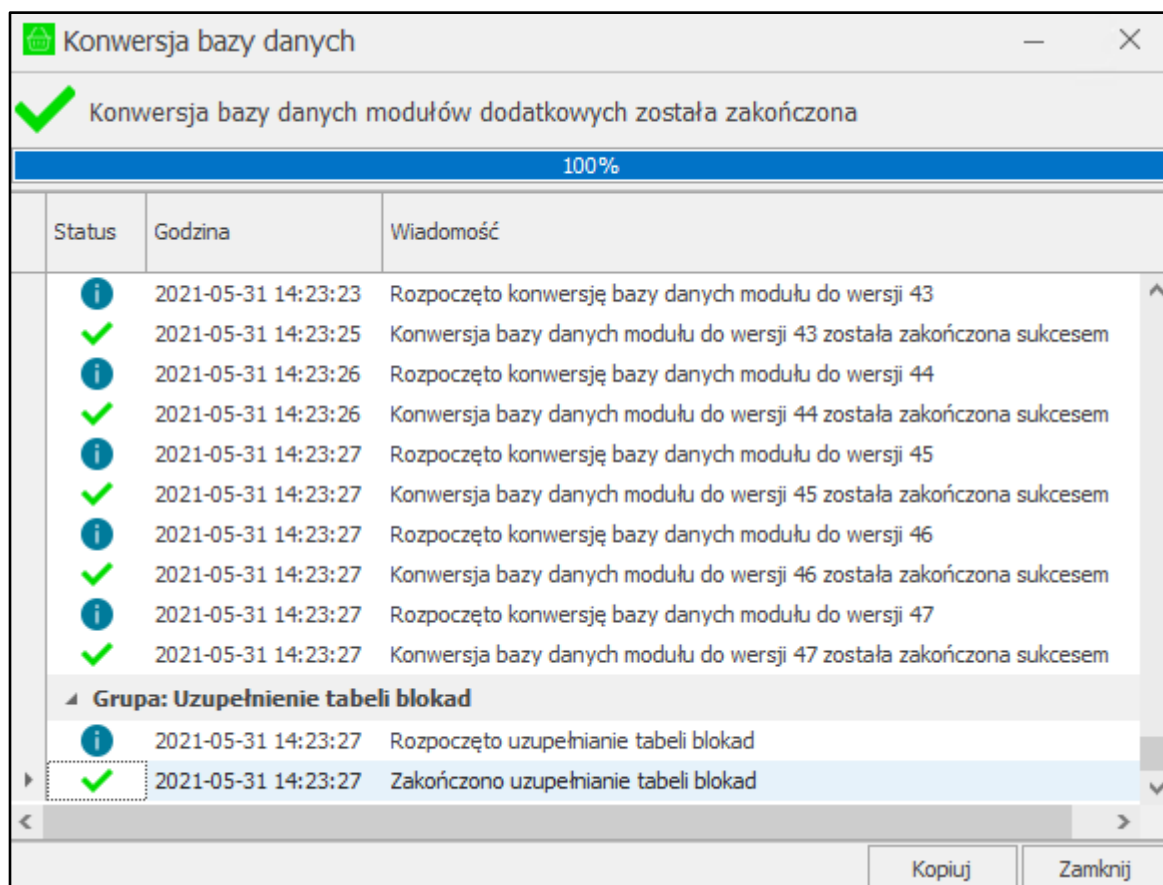 Konwersja bazy danych
Konwersja bazy danych modułów dodatkowych została zakończona
100%
Status Godzina Wiadomość
2021-05-31 14:23:23 Rozpoczęto konwersję bazy danych modułu do wersji 43
2021-05-31 14:23:25 Konwersja bazy danych modułu do wersji 43 została zakończona sukcesem
2021-05-31 14:23:26 Rozpoczęto konwersję bazy danych modułu do wersji 44
2021-05-31 14:23:26 Konwersja bazy danych modułu do wersji 44 została zakończona sukcesem
2021-05-31 14:23:27 Rozpoczęto konwersję bazy danych modułu do wersji 45
2021-05-31 14:23:27 Konwersja bazy danych modułu do wersji 45 została zakończona sukcesem
2021-05-31 14:23:27 Rozpoczęto konwersję bazy danych modułu do wersji 46
2021-05-31 14:23:27 Konwersja bazy danych modułu do wersji 46 została zakończona sukcesem
2021-05-31 14:23:27 Rozpoczęto konwersję bazy danych modułu do wersji 47
2021-05-31 14:23:27 Konwersja bazy danych modułu do wersji 47 została zakończona sukcesem
Grupa: Uzupełnienie tabeli blokad
2021-05-31 14:23:27 Rozpoczęto uzupełnianie tabeli blokad
2021-05-31 14:23:27 Zakończono uzupełnianie tabeli blokad
Kopiuj Zamknij